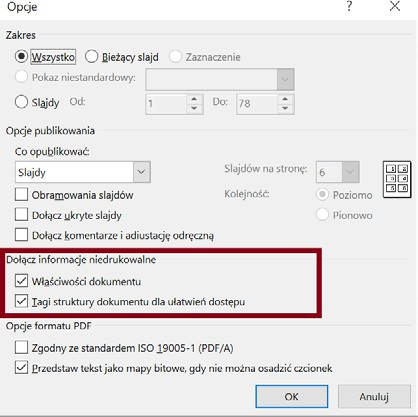 Opcje
?
Zakres
Wszystko Bieżący slajd Zaznaczenie
Pokaz niestandardowy:
Slajdy Od: 1 Do: 78
Opcje publikowania
Co opublikować:
Slajdy Slajdów na stronę: 6
Obramowania slajdów Kolejność: Poziomo
Dołącz ukryte slajdy Pionowo
Dołącz komentarze i adiustację odręczną
Dołącz informacje niedrukowalne
Właściwości dokumentu
Tagi struktury dokumentu dla ułatwień dostępu
Opcje formatu PDF
Zgodny ze standardem ISO 19005-1 (PDF/A)
Przedstaw tekst jako mapy bitowe, gdy nie można osadzić czcionek
OK Anuluj